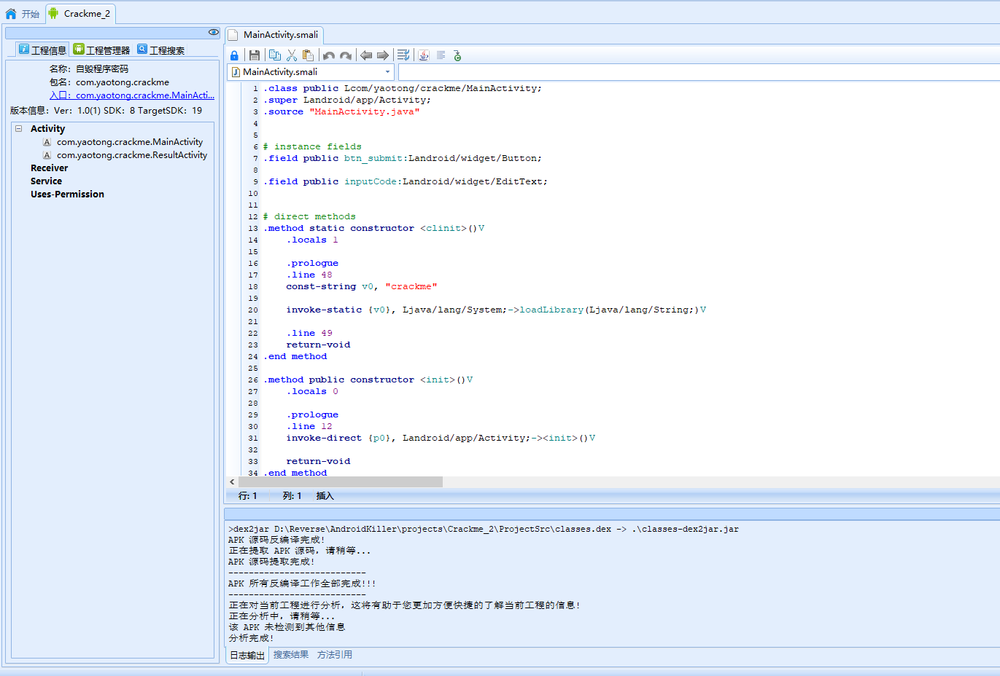 开始
Crackme_2
工程信息 工程管理器 工程搜索
名称： 自毁程序密码
包名： com.yaotong.crackme
入口： com.yaotong.crackme.MainActi...
版本信息：Ver： 1.0(1) SDK： 8 TargetSDK： 19
Activity
com.yaotong.crackme.MainActivity
com.yaotong.crackme.ResultActivity
Receiver
Service
Uses-Permission
MainActivity.smali
MainActivity.smali
1 .class public Lcom/yaotong/crackme/MainActivity;
2 .super Landroid/app/Activity;
3 .source "MainActivity.java"
4
5
6 # instance fields
7 .field public btn_submit:Landroid/widget/Button;
8
9 .field public inputCode:Landroid/widget/EditText;
10
11
12 # direct methods
13 .method static constructor <clinit>()V
14 .locals 1
15
16 .prologue
17 .line 48
18 const-string v0, "crackme"
19
20 invoke-static {v0}, Ljava/lang/System;->loadLibrary(Ljava/lang/String;)V
21
22 .line 49
23 return-void
24 .end method
25
26 .method public constructor <init>()V
27 .locals 0
28
29 .prologue
30 .line 12
31 invoke-direct {p0}, Landroid/app/Activity;-><init>()V
32
33 return-void
34 .end method
行: 1 列: 1 插入
>dex2jar D:\Reverse\AndroidKiller\projects\Crackme_2\ProjectSrc\classes.dex -> .\classes-dex2jar.jar
APK 源码反编译完成!
正在提取 APK 源码，请稍等...
APK 源码提取完成!
---------------------------
APK 所有反编译工作全部完成!!!
---------------------------
正在对当前工程进行分析，这将有助于您更加方便快捷的了解当前工程的信息!
正在分析中，请稍等...
该 APK 未检测到其他信息
分析完成!
日志输出 搜索结果 方法引用